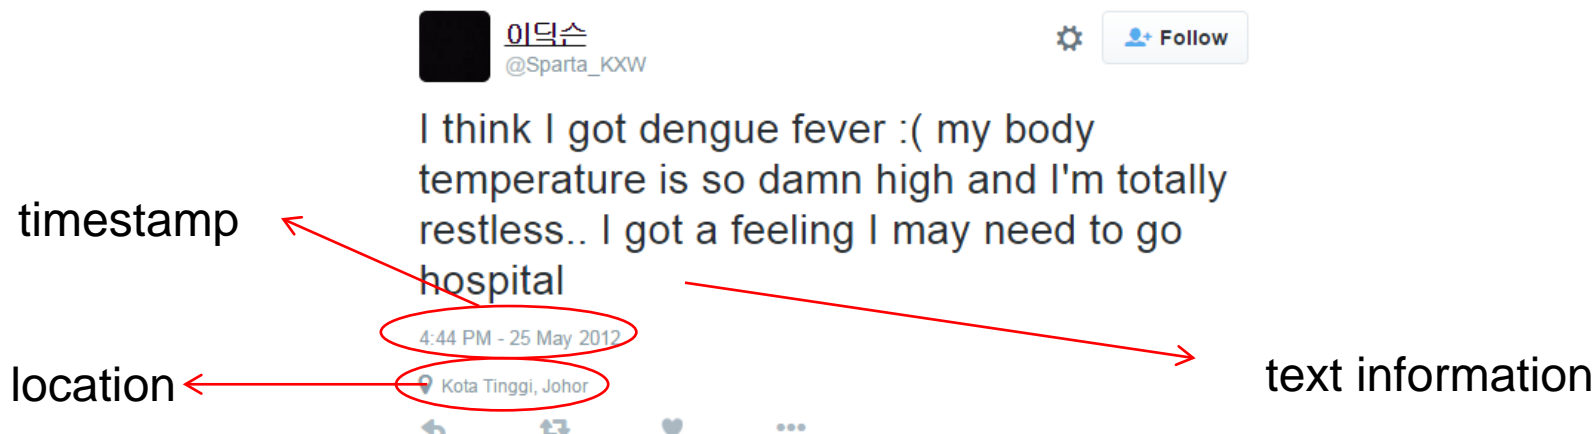 이딕슨
@Sparta_KXW
Follow
I think I got dengue fever :( my body
temperature is so damn high and I'm totally
restless.. I got a feeling I may need to go
hospital
timestamp
4:44 PM - 25 May 2012
location
Kota Tinggi, Johor
text information